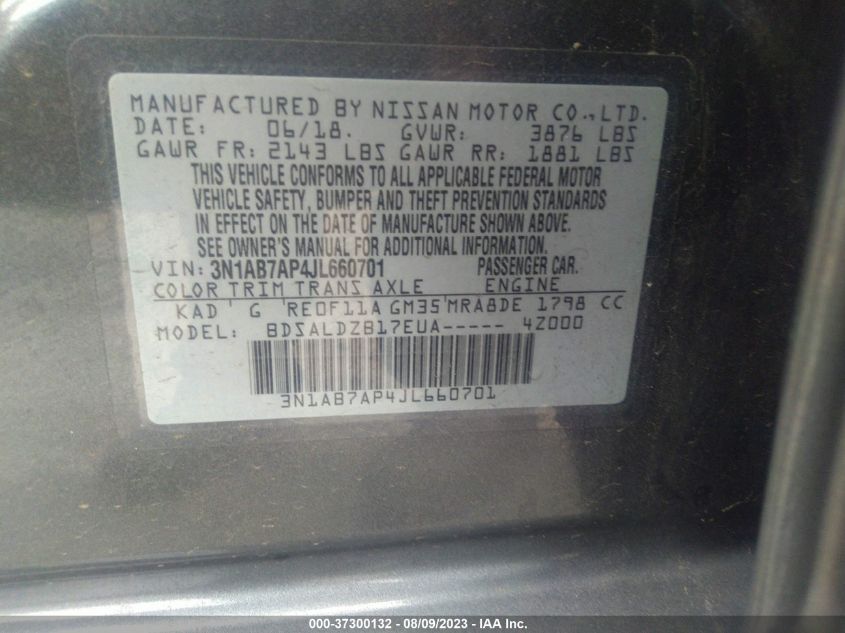 MANUFACTURED BY NISSAN MOTOR CO., LTD.
DATE: 06/18. GVWR: 3876 LBS
GAWR FR: 2143 LBS GAWR RR: 1881 LBS
THIS VEHICLE CONFORMS TO ALL APPLICABLE FEDERAL MOTOR
VEHICLE SAFETY, BUMPER AND THEFT PREVENTION STANDARDS
IN EFFECT ON THE DATE OF MANUFACTURE SHOWN ABOVE.
SEE OWNER'S MANUAL FOR ADDITIONAL INFORMATION.
VIN: 3N1AB7AP4JL660701 PASSENGER CAR.
COLOR TRIM TRANS AXLE ENGINE
KAD G RE0F11A GM35 MRA8DE 1798 CC
MODEL: BDSALDZB17EUA----- 4Z000
3N1AB7AP4JL660701
000-37300132 - 08/09/2023 - IAA Inc.